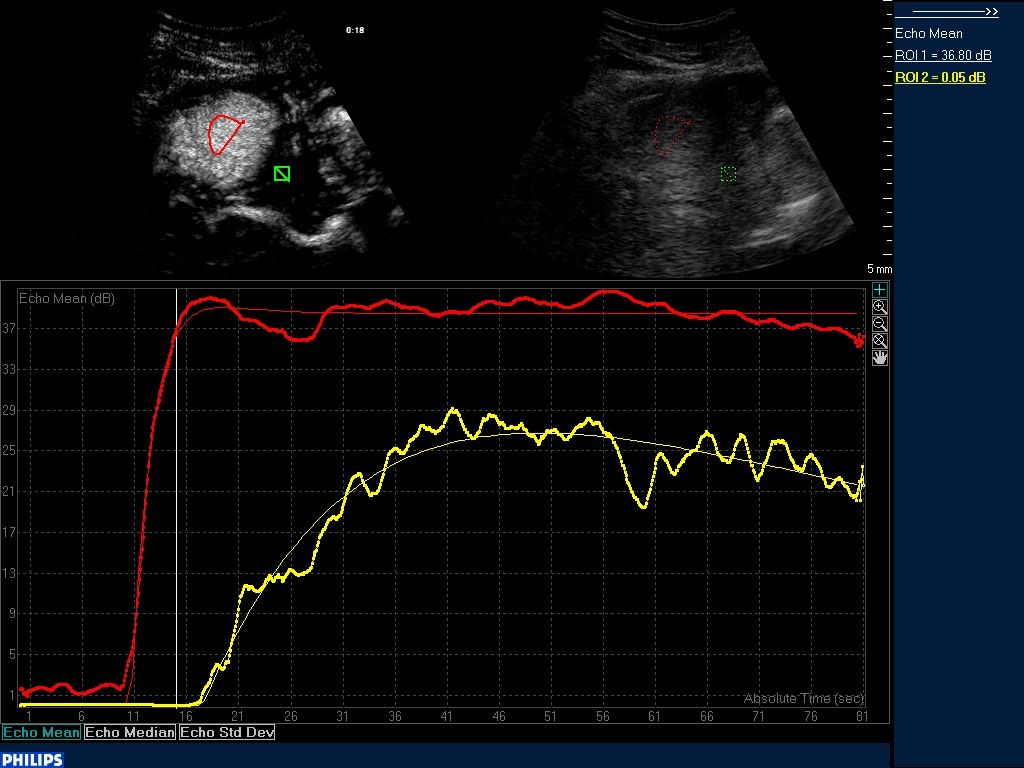 0:18
>>
Echo Mean
ROI 1 = 36.80 dB
ROI 2 = 0.05 dB
5 mm
Echo Mean (dB)
37
33
29
25
21
17
13
9
5
1
Absolute Time (sec)
1 6 11 16 21 26 31 36 41 46 51 56 61 66 71 76 81
Echo Mean Echo Median Echo Std Dev
PHILIPS